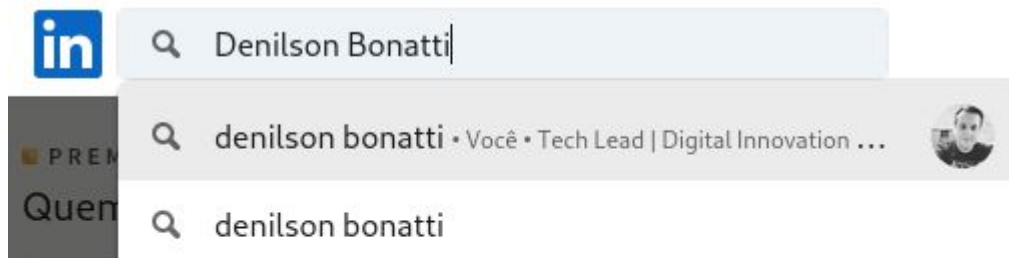 in Denilson Bonatti
denilson bonatti • Você • Tech Lead | Digital Innovation ...
PREM
Quem
denilson bonatti